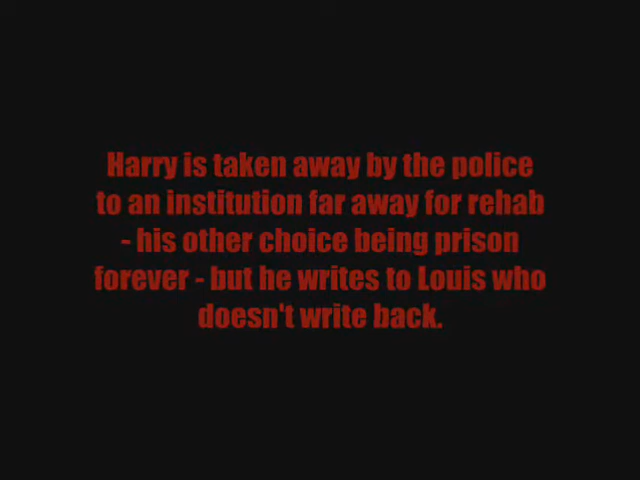 Harry is taken away by the police
to an institution far away for rehab
- his other choice being prison
forever - but he writes to Louis who
doesn't write back.